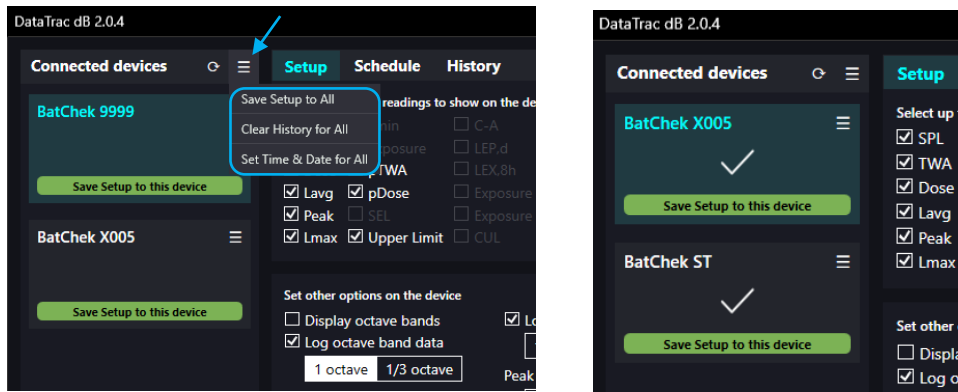 DataTrac dB 2.0.4
Connected devices
Setup Schedule History
BatChek 9999
Save Setup to All
Clear History for All
Set Time & Date for All
readings to show on the de
C-A
LEP,d
LEX,8h
Lavg pDose Exposure
Peak SEL Exposure
Lmax Upper Limit CUL
Save Setup to this device
BatChek X005
Save Setup to this device
Set other options on the device
Display octave bands
Log octave band data
1 octave 1/3 octave
Peak
DataTrac dB 2.0.4
Connected devices
Setup
BatChek X005
Save Setup to this device
BatChek ST
Save Setup to this device
Select up
SPL
TWA
Dose
Lavg
Peak
Lmax
Set other